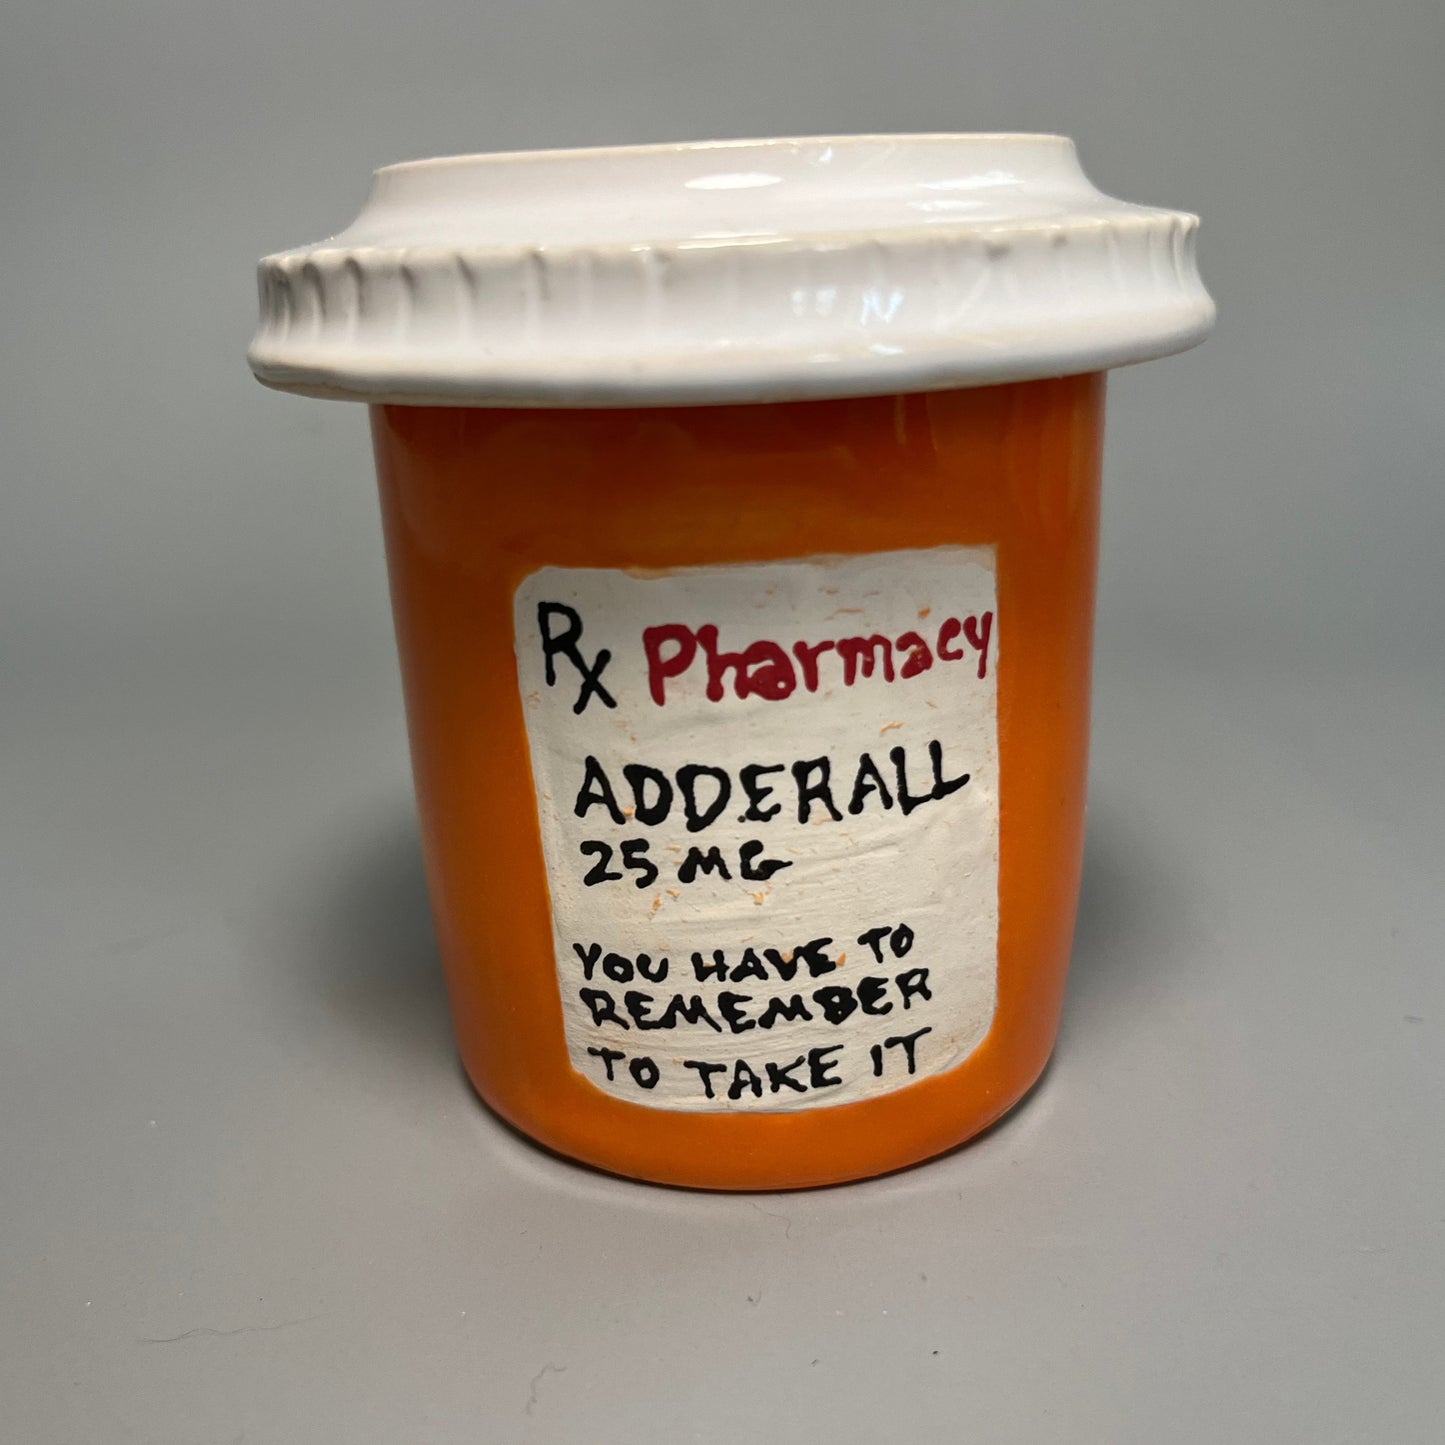 Rx Pharmacy
ADDERALL
25 MG
YOU HAVE TO
REMEMBER
TO TAKE IT